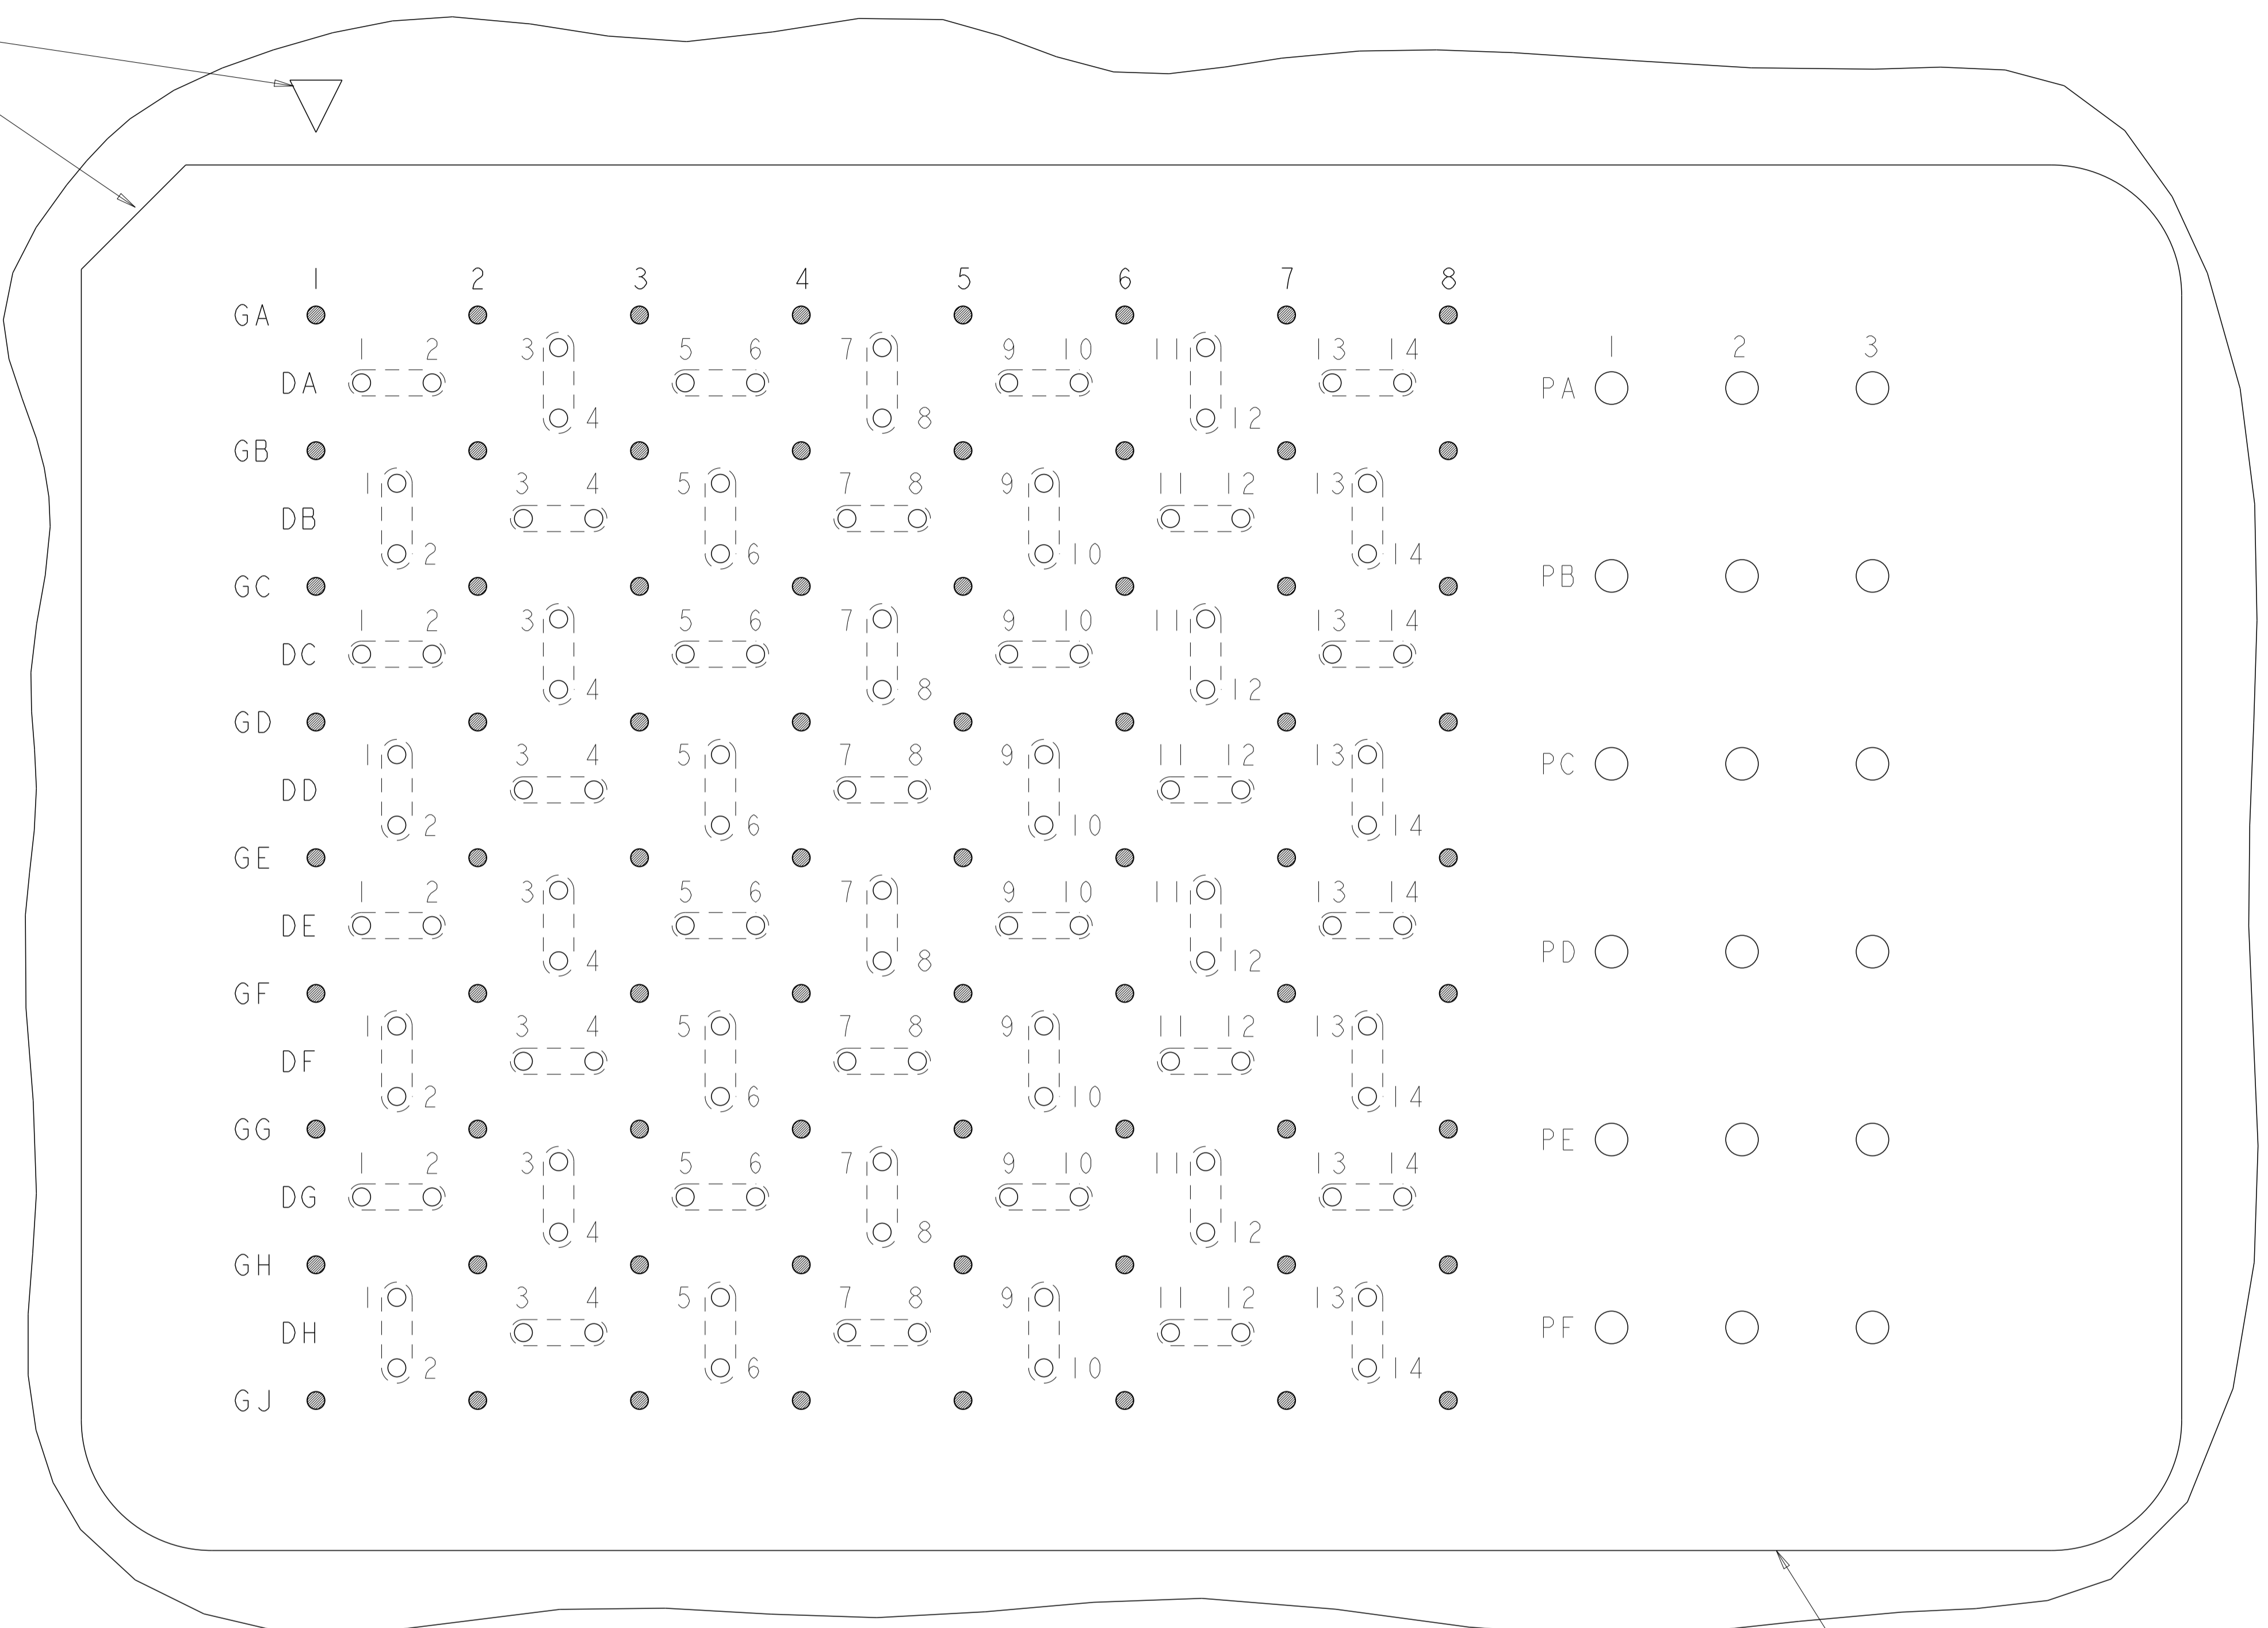 1 2 3 4 5 6 7 8
GA
1 2 3 5 6 7 9 10 11 13 14 1 2 3
DA PA
4 8 12
GB
1 3 4 5 7 8 9 11 12 13
DB
2 6 10 14
PB
GC
1 2 3 5 6 7 9 10 11 13 14
DC
4 8 12
GD
1 3 4 5 7 8 9 11 12 13
PC
DD
2 6 10 14
GE
1 2 3 5 6 7 9 10 11 13 14
DE
PD
4 8 12
GF
1 3 4 5 7 8 9 11 12 13
DF
2 6 10 14
GG
PE
1 2 3 5 6 7 9 10 11 13 14
DG
4 8 12
GH
1 3 4 5 7 8 9 11 12 13
DH PF
2 6 10 14
GJ